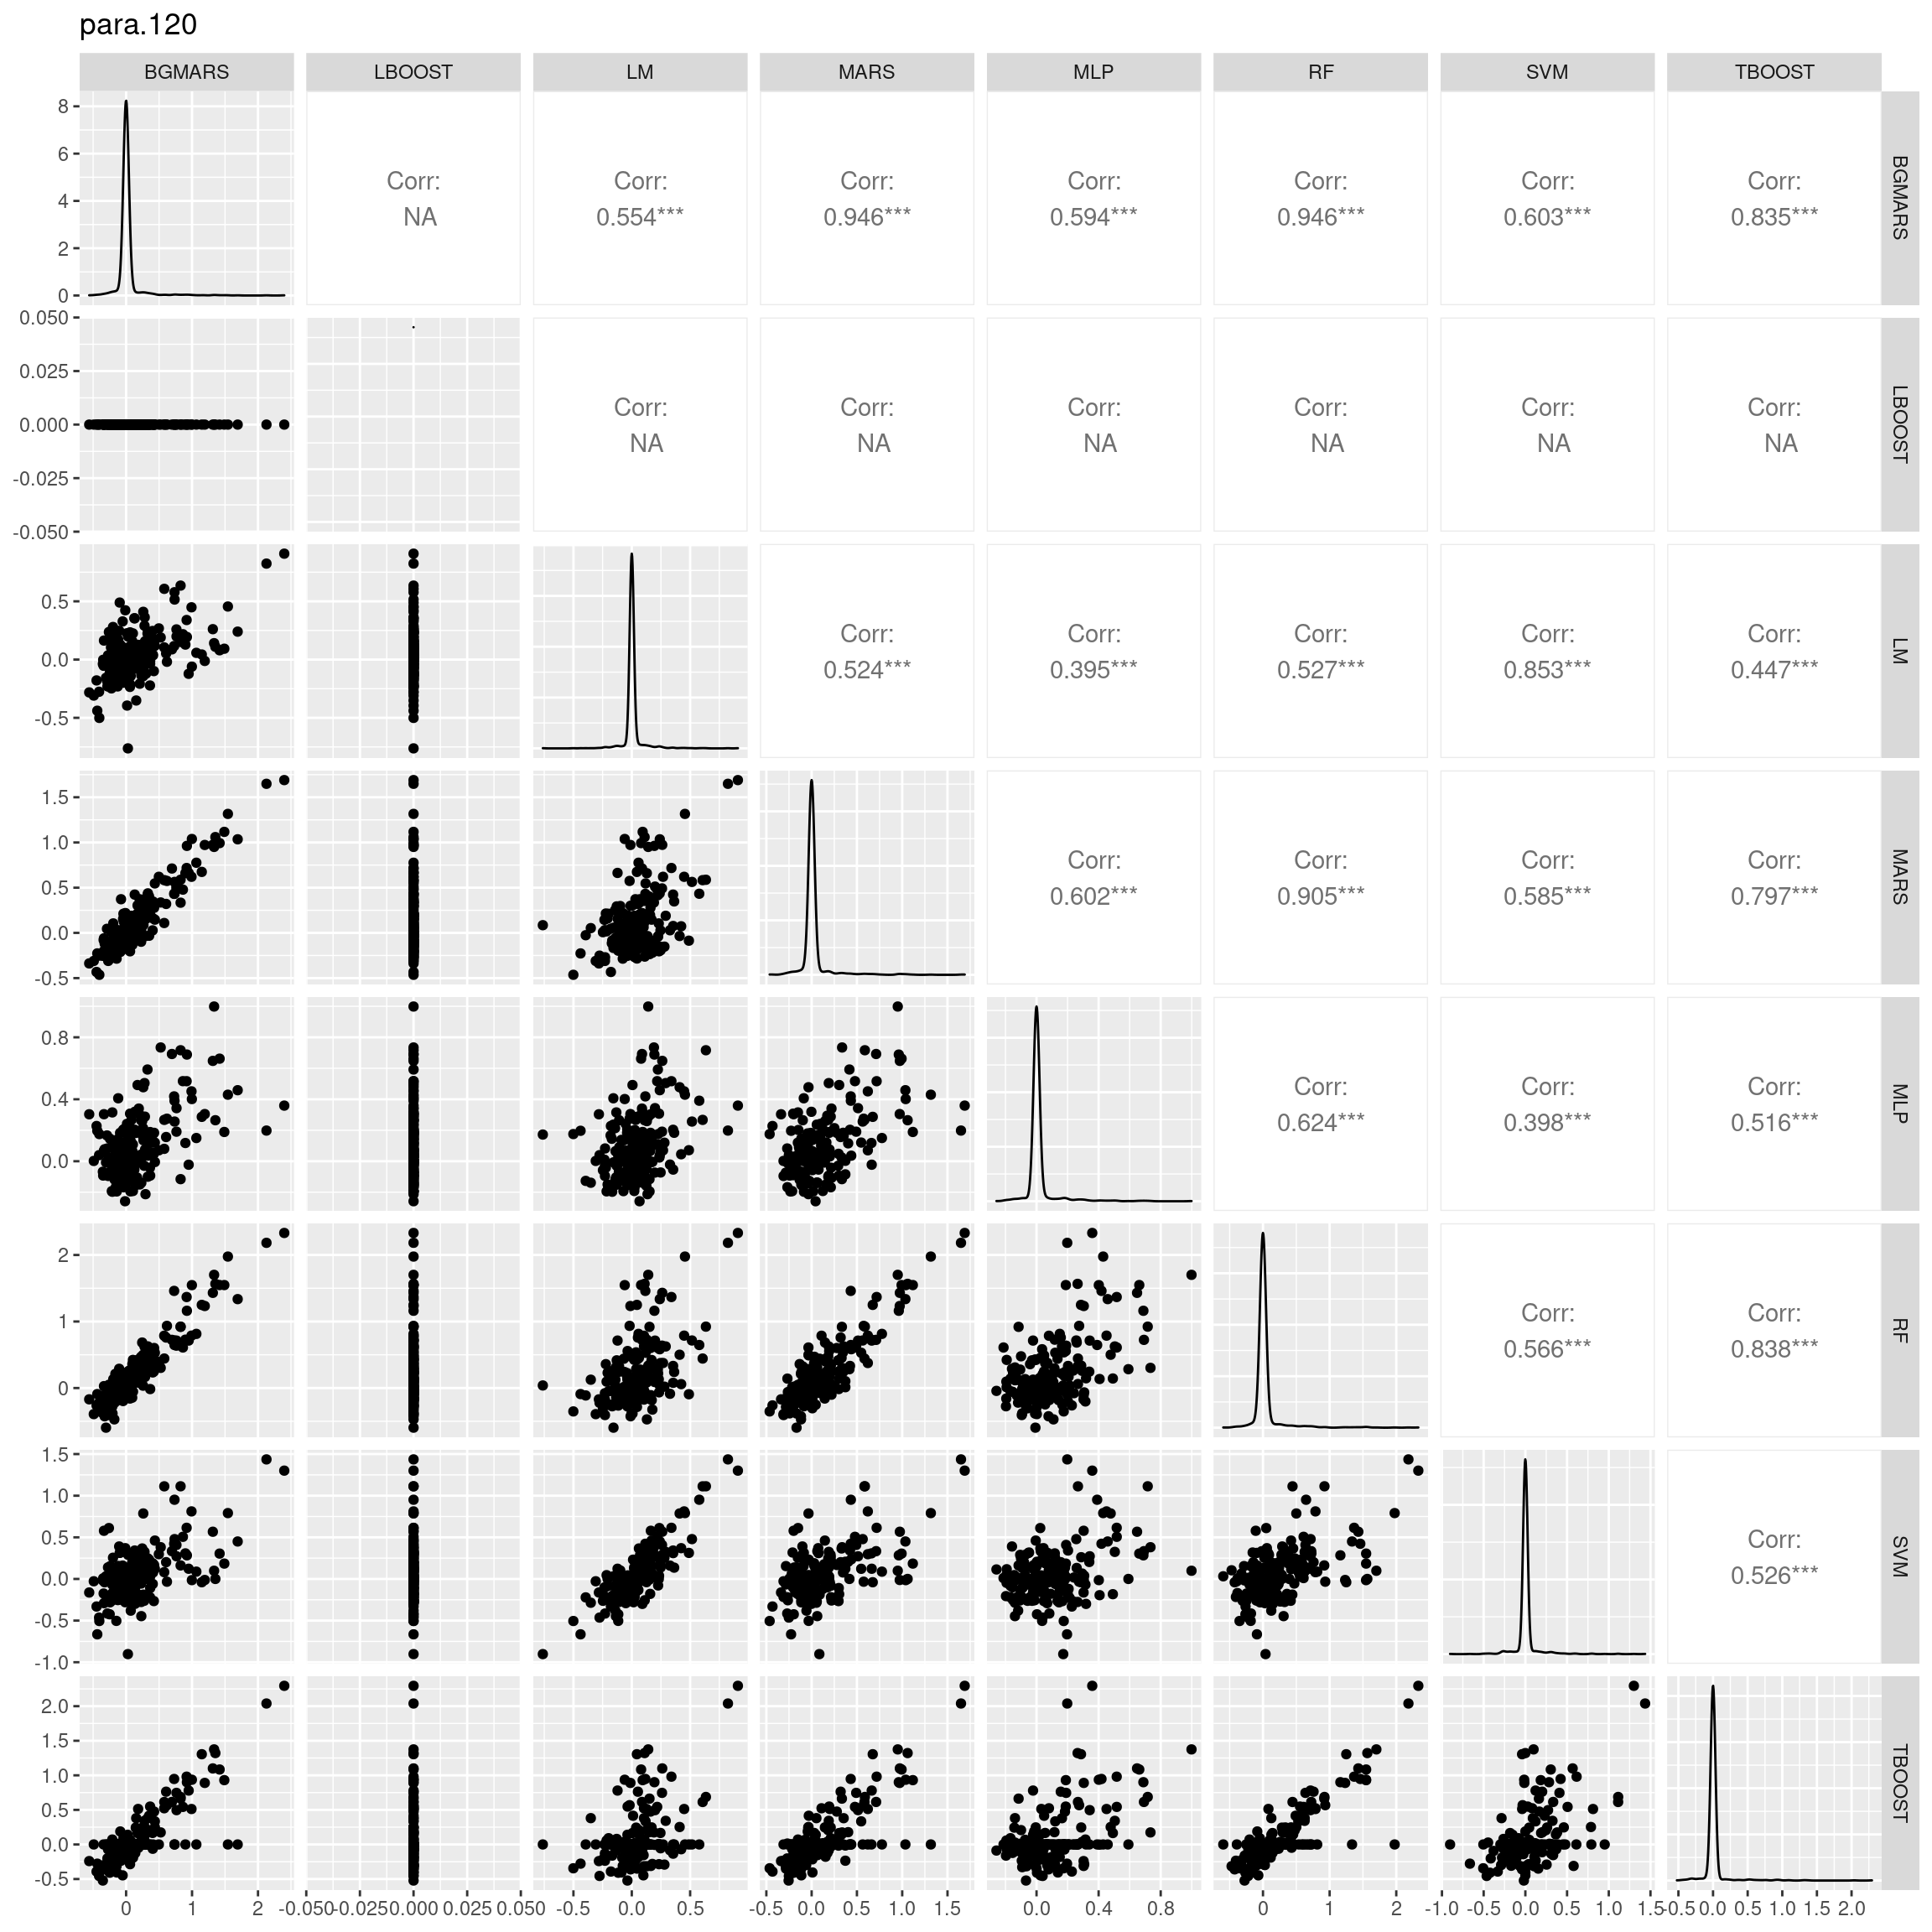 para.120
BGMARS LBOOST LM MARS MLP RF SVM TBOOST
8
6
4
2
0
Corr:
NA
Corr:
0.554***
Corr:
0.946***
Corr:
0.594***
Corr:
0.946***
Corr:
0.603***
Corr:
0.835***
BGMARS
0.050
0.025
0.000
-0.025
-0.050
Corr:
NA
Corr:
NA
Corr:
NA
Corr:
NA
Corr:
NA
Corr:
NA
LBOOST
0.5
0.0
-0.5
Corr:
0.524***
Corr:
0.395***
Corr:
0.527***
Corr:
0.853***
Corr:
0.447***
LM
1.5
1.0
0.5
0.0
-0.5
Corr:
0.602***
Corr:
0.905***
Corr:
0.585***
Corr:
0.797***
MARS
0.8
0.4
0.0
Corr:
0.624***
Corr:
0.398***
Corr:
0.516***
MLP
2
1
0
Corr:
0.566***
Corr:
0.838***
RF
1.5
1.0
0.5
0.0
-0.5
-1.0
Corr:
0.526***
SVM
2.0
1.5
1.0
0.5
0.0
-0.5
TBOOST
0 1 2 -0.050 -0.025 0.000 0.025 0.050 -0.5 0.0 0.5 -0.5 0.0 0.5 1.0 1.5 0.0 0.4 0.8 0 1 2 -1.0 -0.5 0.0 0.5 1.0 1.5 -0.5 0.0 0.5 1.0 1.5 2.0